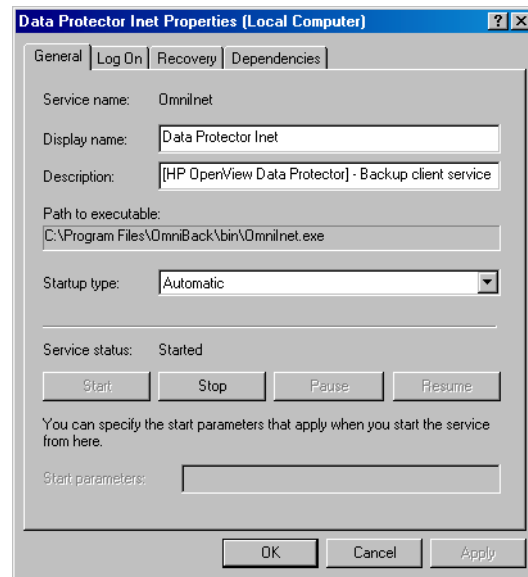 Data Protector Inet Properties (Local Computer)
General Log On Recovery Dependencies
Service name: OmniInet
Display name: Data Protector Inet
Description: [HP OpenView Data Protector] - Backup client service
Path to executable:
C:\Program Files\OmniBack\bin\OmniInet.exe
Startup type: Automatic
Service status: Started
Start Stop Pause Resume
You can specify the start parameters that apply when you start the service
from here.
Start parameters:
OK Cancel Apply